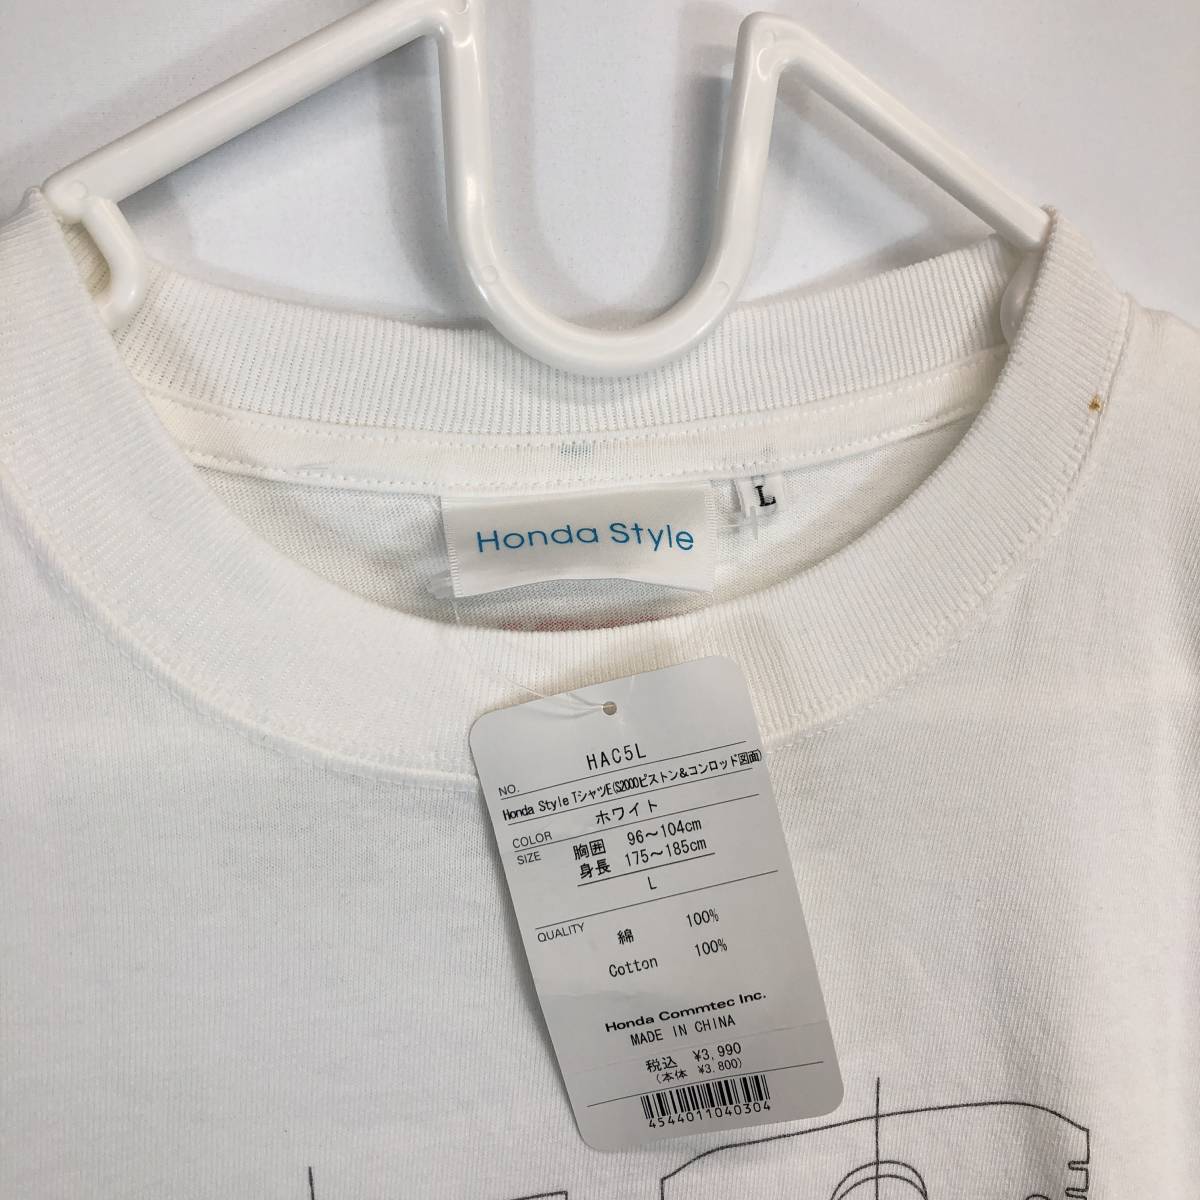 Honda Style
L
NO. HAC5L
Honda Style TシャツE(S2000ピストン&コンロッド図面)
COLOR ホワイト
SIZE 胸囲 96〜104cm
身長 175〜185cm
L
QUALITY 綿 100%
Cotton 100%
Honda Commtec Inc.
MADE IN CHINA
税込 ¥3,990
(本体 ¥3,800)
4544011040304